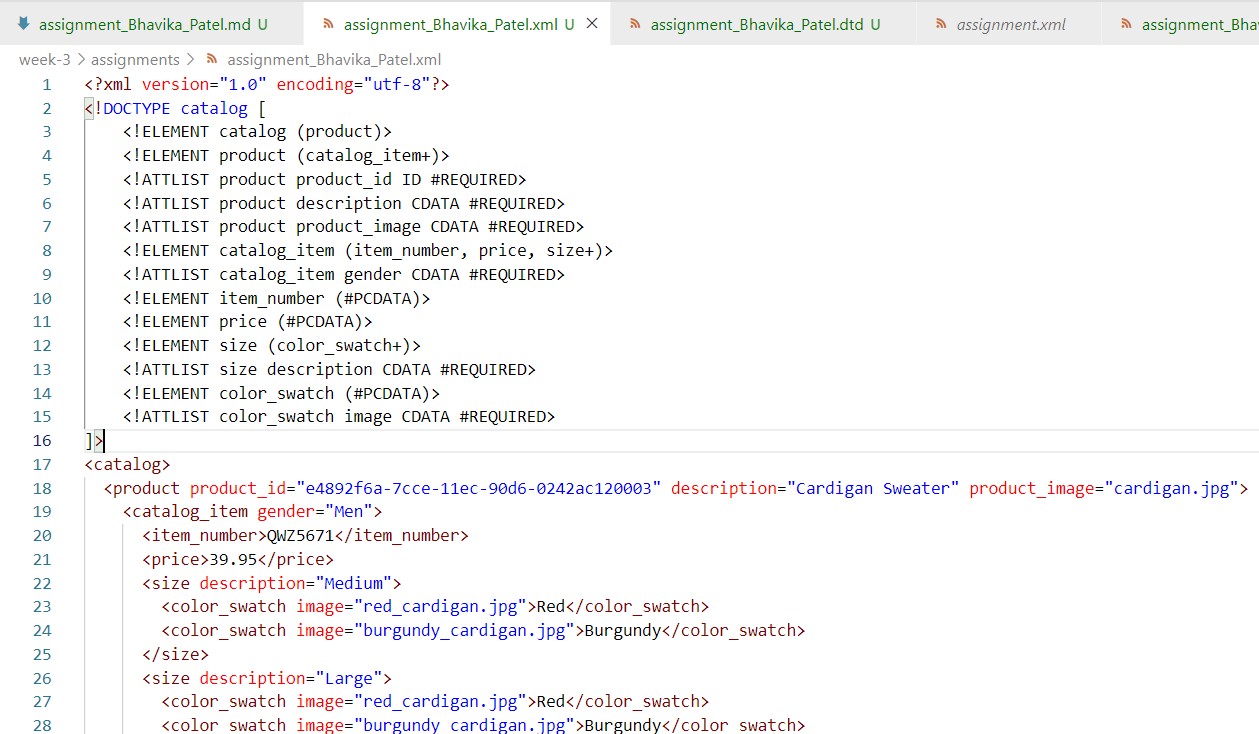 assignment_Bhavika_Patel.md U assignment_Bhavika_Patel.xml U assignment_Bhavika_Patel.dtd U assignment.xml assignment_Bha
week-3 > assignments > assignment_Bhavika_Patel.xml
1 <?xml version="1.0" encoding="utf-8"?>
2 <!DOCTYPE catalog [
3 <!ELEMENT catalog (product)>
4 <!ELEMENT product (catalog_item+)>
5 <!ATTLIST product product_id ID #REQUIRED>
6 <!ATTLIST product description CDATA #REQUIRED>
7 <!ATTLIST product product_image CDATA #REQUIRED>
8 <!ELEMENT catalog_item (item_number, price, size+)>
9 <!ATTLIST catalog_item gender CDATA #REQUIRED>
10 <!ELEMENT item_number (#PCDATA)>
11 <!ELEMENT price (#PCDATA)>
12 <!ELEMENT size (color_swatch+)>
13 <!ATTLIST size description CDATA #REQUIRED>
14 <!ELEMENT color_swatch (#PCDATA)>
15 <!ATTLIST color_swatch image CDATA #REQUIRED>
16 ]>
17 <catalog>
18 <product product_id="e4892f6a-7cce-11ec-90d6-0242ac120003" description="Cardigan Sweater" product_image="cardigan.jpg">
19 <catalog_item gender="Men">
20 <item_number>QWZ5671</item_number>
21 <price>39.95</price>
22 <size description="Medium">
23 <color_swatch image="red_cardigan.jpg">Red</color_swatch>
24 <color_swatch image="burgundy_cardigan.jpg">Burgundy</color_swatch>
25 </size>
26 <size description="Large">
27 <color_swatch image="red_cardigan.jpg">Red</color_swatch>
28 <color_swatch image="burgundy_cardigan.jpg">Burgundy</color_swatch>